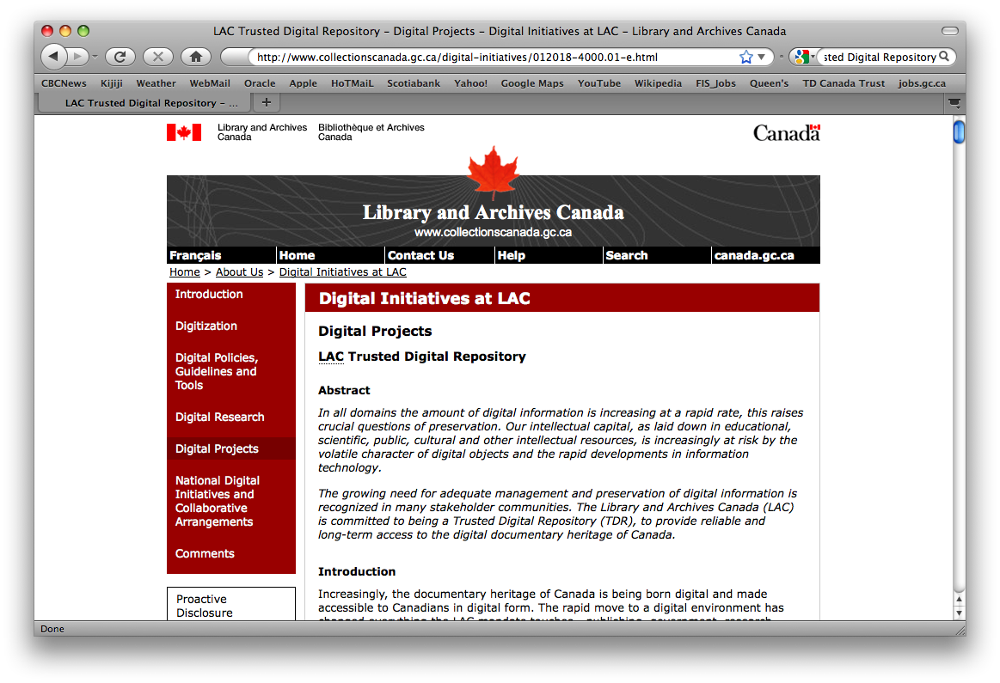 LAC Trusted Digital Repository – Digital Projects – Digital Initiatives at LAC – Library and Archives Canada
http://www.collectionscanada.gc.ca/digital-initiatives/012018-4000.01-e.html
sted Digital Repository
CBCNews Kijiji Weather WebMail Oracle Apple HoTMaiL Scotiabank Yahoo! Google Maps YouTube Wikipedia FIS_Jobs Queen's TD Canada Trust jobs.gc.ca
LAC Trusted Digital Repository – ...
Library and Archives Canada
Bibliothèque et Archives Canada
Canada
Library and Archives Canada
www.collectionscanada.gc.ca
Français Home Contact Us Help Search canada.gc.ca
Home > About Us > Digital Initiatives at LAC
Introduction
Digitization
Digital Policies,
Guidelines and
Tools
Digital Research
Digital Projects
National Digital
Initiatives and
Collaborative
Arrangements
Comments
Proactive
Disclosure
Digital Initiatives at LAC
Digital Projects
LAC Trusted Digital Repository
Abstract
In all domains the amount of digital information is increasing at a rapid rate, this raises
crucial questions of preservation. Our intellectual capital, as laid down in educational,
scientific, public, cultural and other intellectual resources, is increasingly at risk by the
volatile character of digital objects and the rapid developments in information
technology.
The growing need for adequate management and preservation of digital information is
recognized in many stakeholder communities. The Library and Archives Canada (LAC)
is committed to being a Trusted Digital Repository (TDR), to provide reliable and
long-term access to the digital documentary heritage of Canada.
Introduction
Increasingly, the documentary heritage of Canada is being born digital and made
accessible to Canadians in digital form. The rapid move to a digital environment has
changed everything the LAC mandate touches - publishing, government, research,
Done